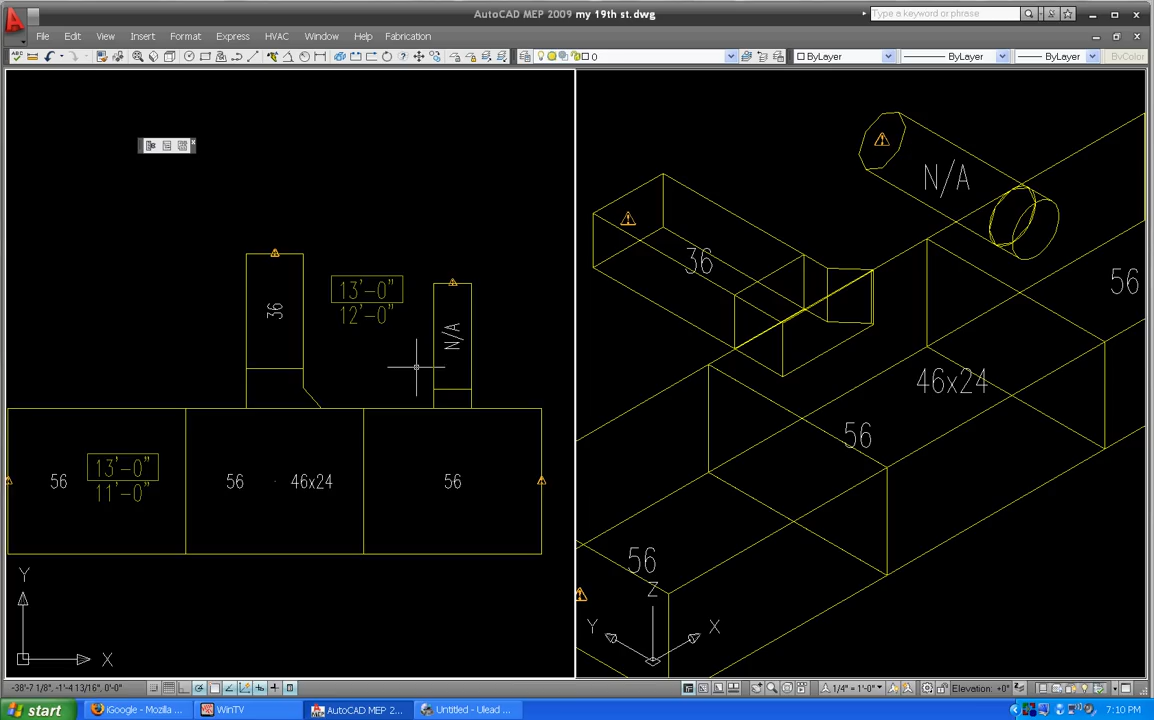 AutoCAD MEP 2009 my 19th st.dwg
Type a keyword or phrase
File Edit View Insert Format Express HVAC Window Help Fabrication
0
ByLayer
ByLayer
ByLayer
ByColor
36
13'-0"
12'-0"
N/A
56
13'-0"
11'-0"
56
46x24
56
Y
X
N/A
36
56
46x24
56
56
Z
Y
X
-38'-7 1/8", -1'-4 13/16", 0'-0"
1/4" = 1'-0"
Elevation: +0"
start
iGoogle - Mozilla ...
WinTV
AutoCAD MEP 2...
Untitled - Ulead ...
7:10 PM